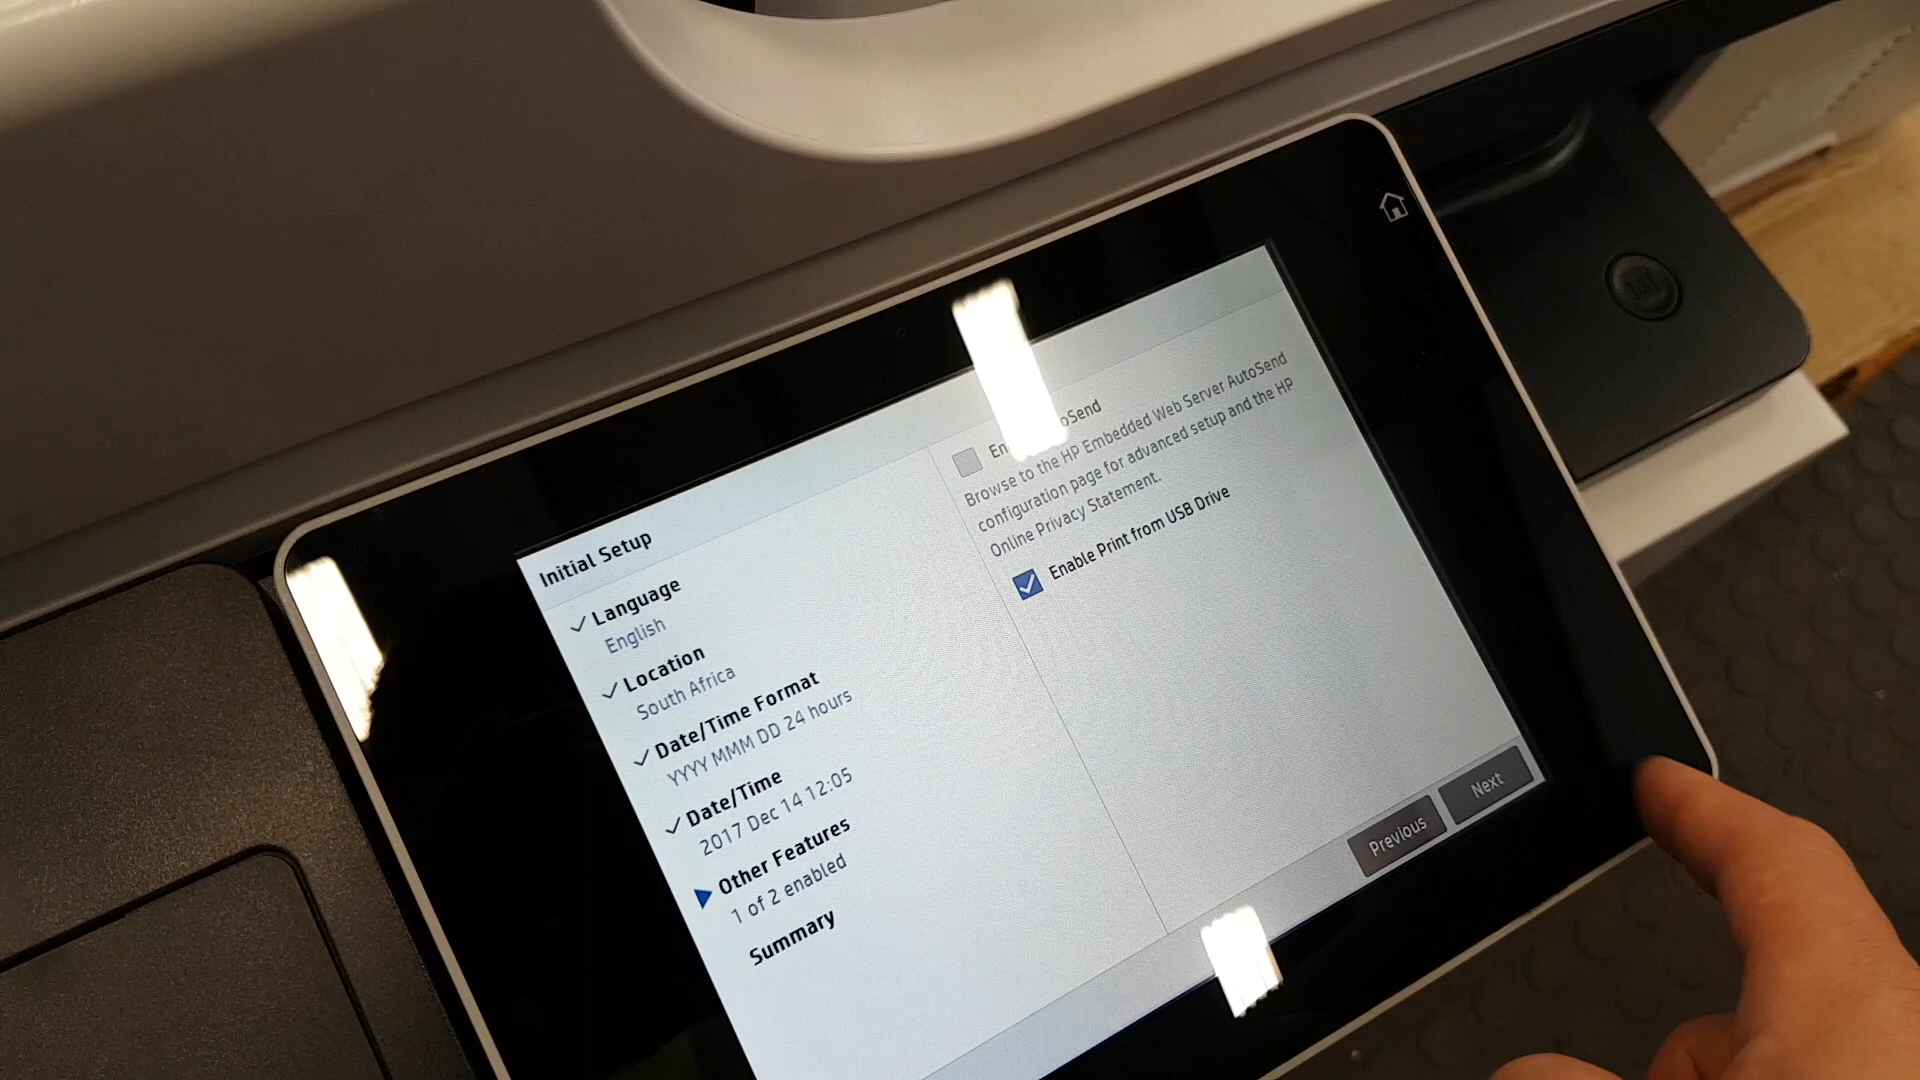 Initial Setup
Language
English
Location
South Africa
Date/Time Format
YYYY MMM DD 24 hours
Date/Time
2017 Dec 14 12:05
Other Features
1 of 2 enabled
Summary
Browse to the HP Embedded Web Server AutoSend
configuration page for advanced setup and the HP
Online Privacy Statement.
Enable Print from USB Drive
Previous
Next